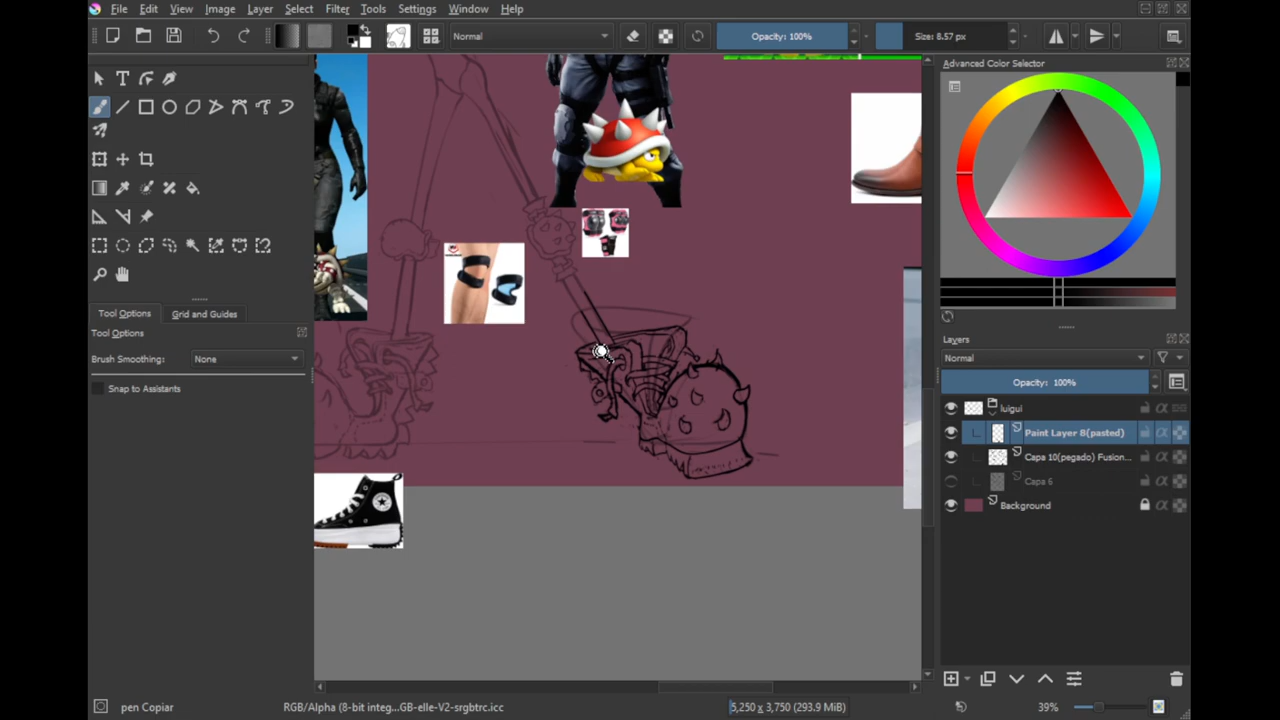 File Edit View Image Layer Select Filter Tools Settings Window Help
Normal
Opacity: 100%
Size: 8.57 px
Advanced Color Selector
Tool Options
Grid and Guides
Tool Options
Brush Smoothing:
None
Snap to Assistants
Layers
Normal
Opacity: 100%
luigui
Paint Layer 8(pasted)
Capa 10(pegado) Fusion...
Capa 6
Background
pen Copiar
RGB/Alpha (8-bit integ...GB-elle-V2-srgbtrc.icc
5,250 x 3,750 (293.9 MiB)
39%